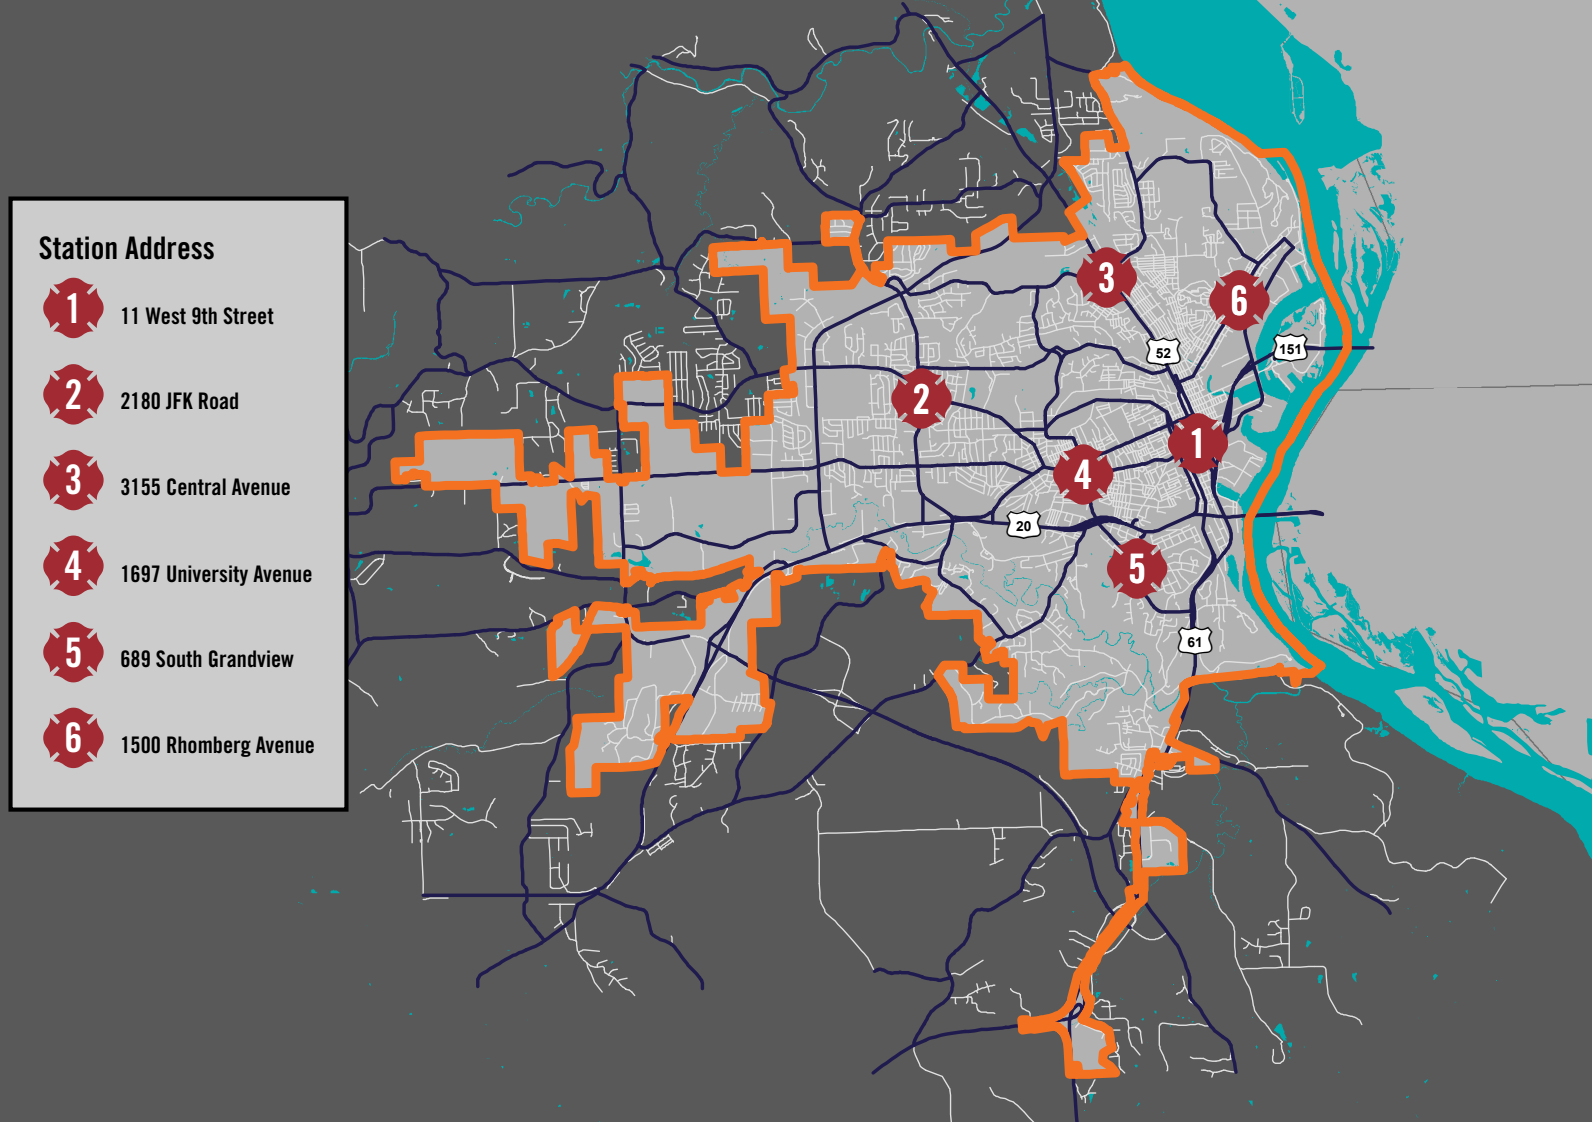 Station Address
1 11 West 9th Street
2 2180 JFK Road
3 3155 Central Avenue
4 1697 University Avenue
5 689 South Grandview
6 1500 Rhomberg Avenue
3
6
52
151
2
1
4
20
5
61